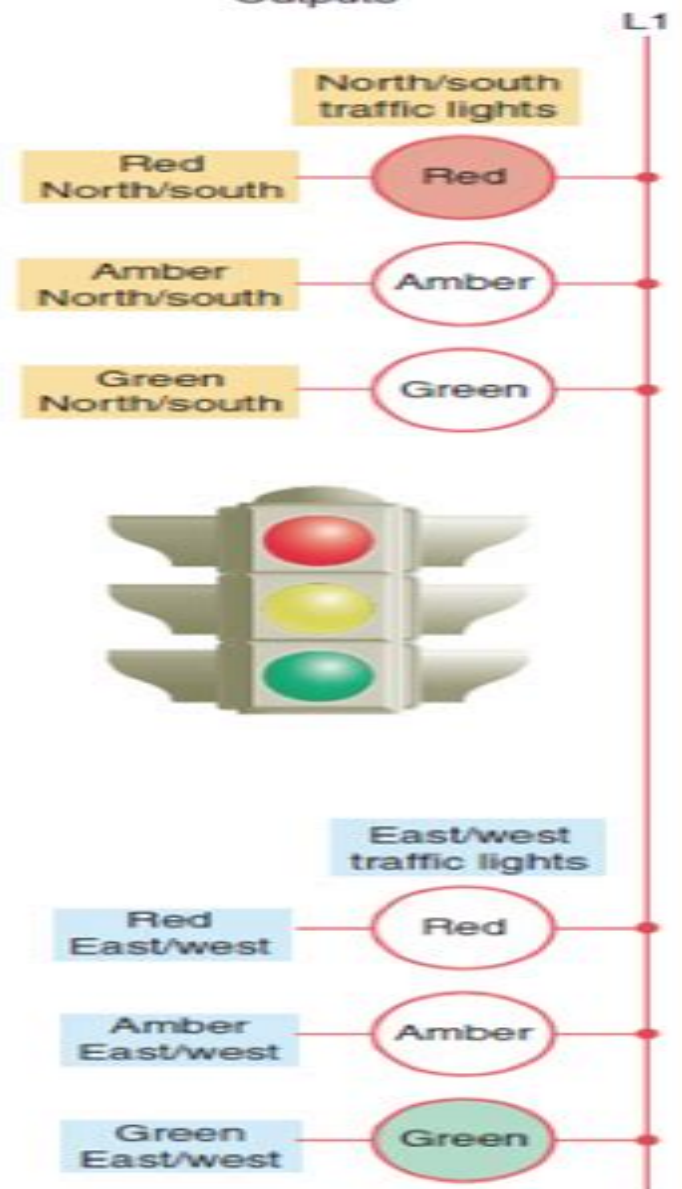 Outputs
L1
North/south
traffic lights
Red
North/south
Red
Amber
North/south
Amber
Green
North/south
Green
East/west
traffic lights
Red
East/west
Red
Amber
East/west
Amber
Green
East/west
Green